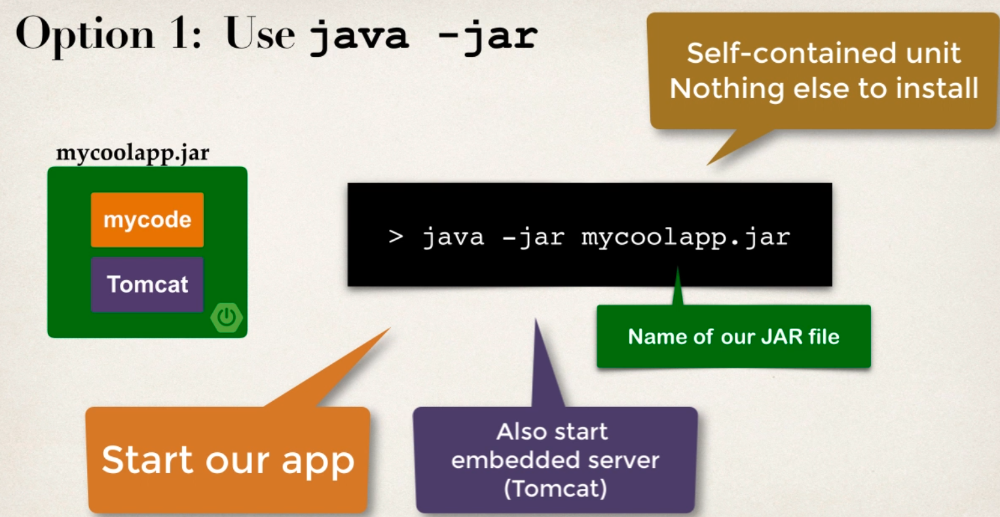 Option 1: Use java -jar
Self-contained unit
Nothing else to install
mycoolapp.jar
mycode
Tomcat
> java -jar mycoolapp.jar
Name of our JAR file
Start our app
Also start
embedded server
(Tomcat)